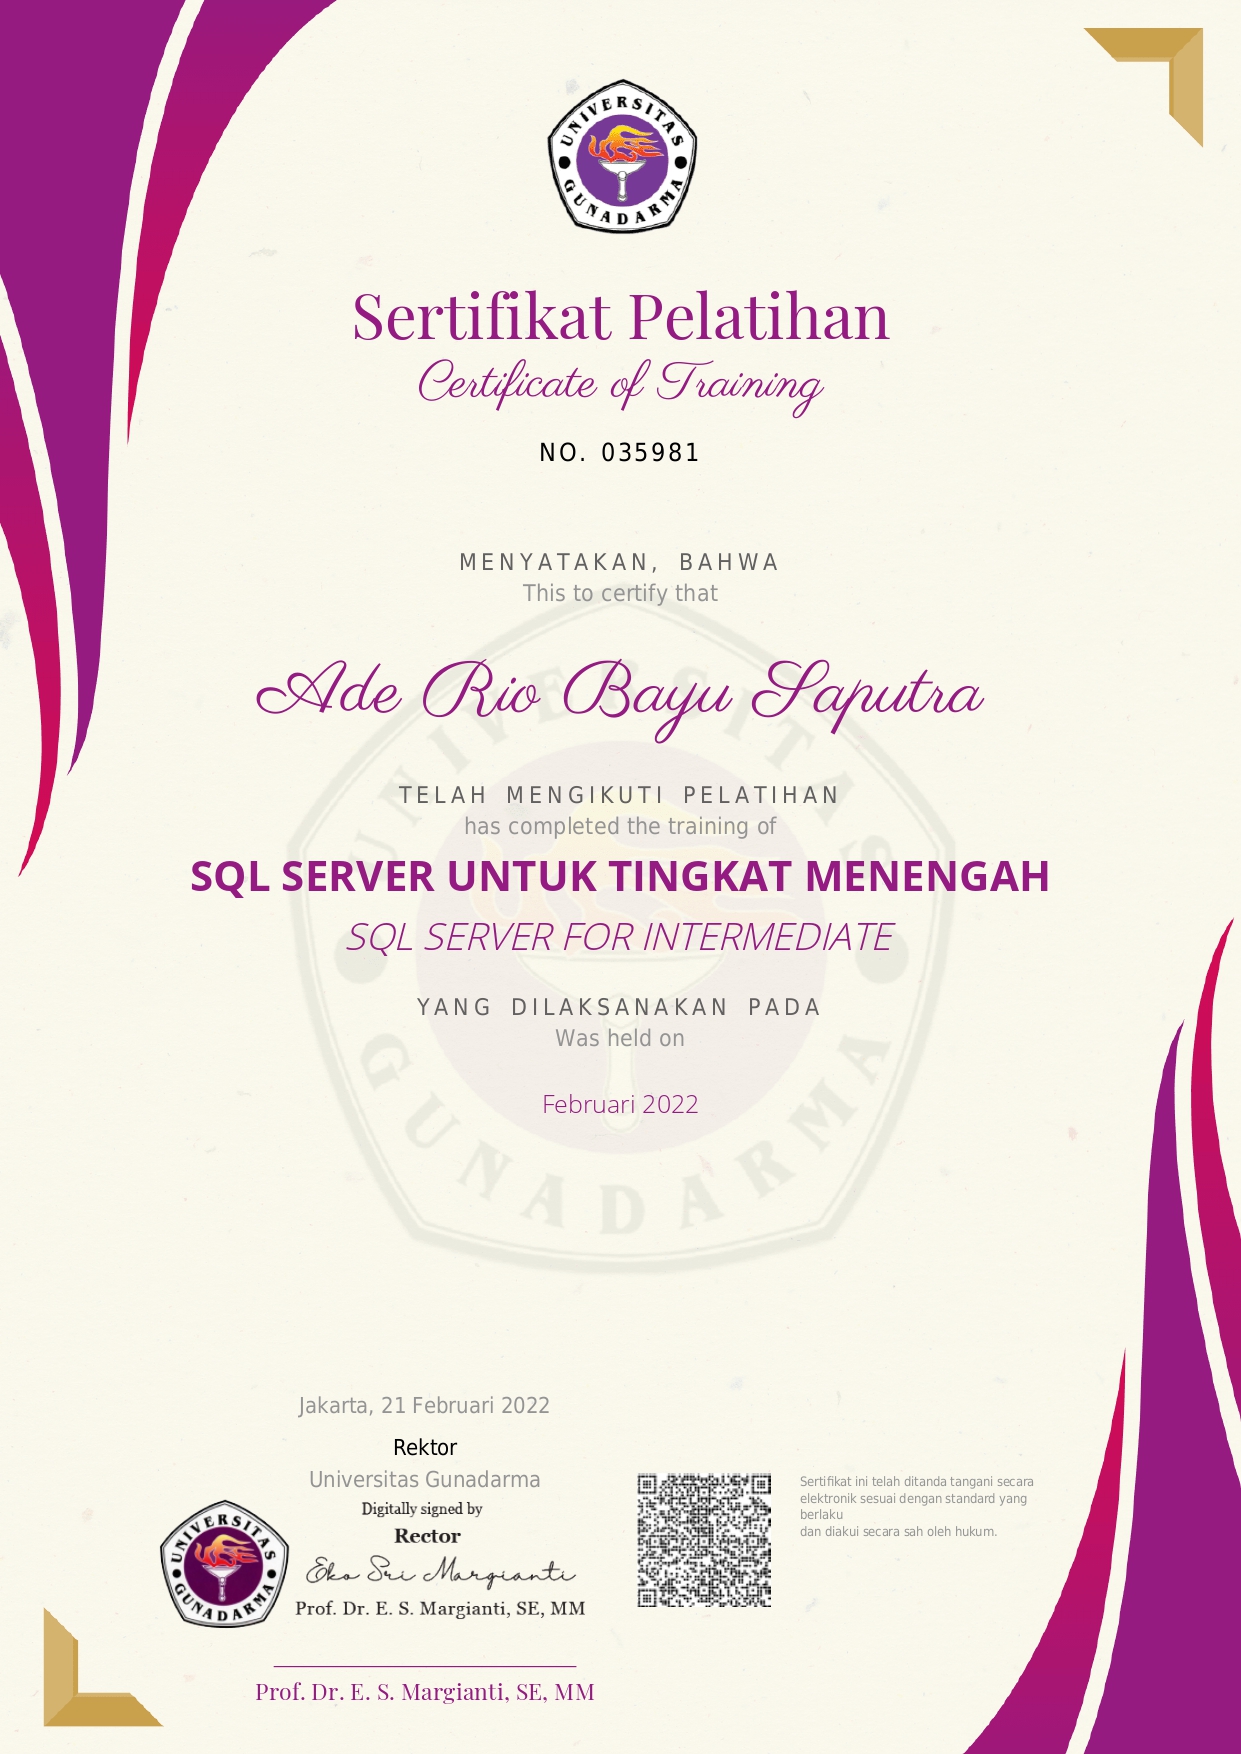 UNIVERSITAS
GUNADARMA
Sertifikat Pelatihan
Certificate of Training
NO. 035981
MENYATAKAN, BAHWA
This to certify that
Ade Rio Bayu Saputra
TELAH MENGIKUTI PELATIHAN
has completed the training of
SQL SERVER UNTUK TINGKAT MENENGAH
SQL SERVER FOR INTERMEDIATE
YANG DILAKSANAKAN PADA
Was held on
Februari 2022
UNIVERSITAS
GUNADARMA
Jakarta, 21 Februari 2022
Rektor
Universitas Gunadarma
Digitally signed by
Rector
Eko Sri Margianti
Prof. Dr. E. S. Margianti, SE, MM
UNIVERSITAS
GUNADARMA
Prof. Dr. E. S. Margianti, SE, MM
Sertifikat ini telah ditanda tangani secara
elektronik sesuai dengan standard yang
berlaku
dan diakui secara sah oleh hukum.